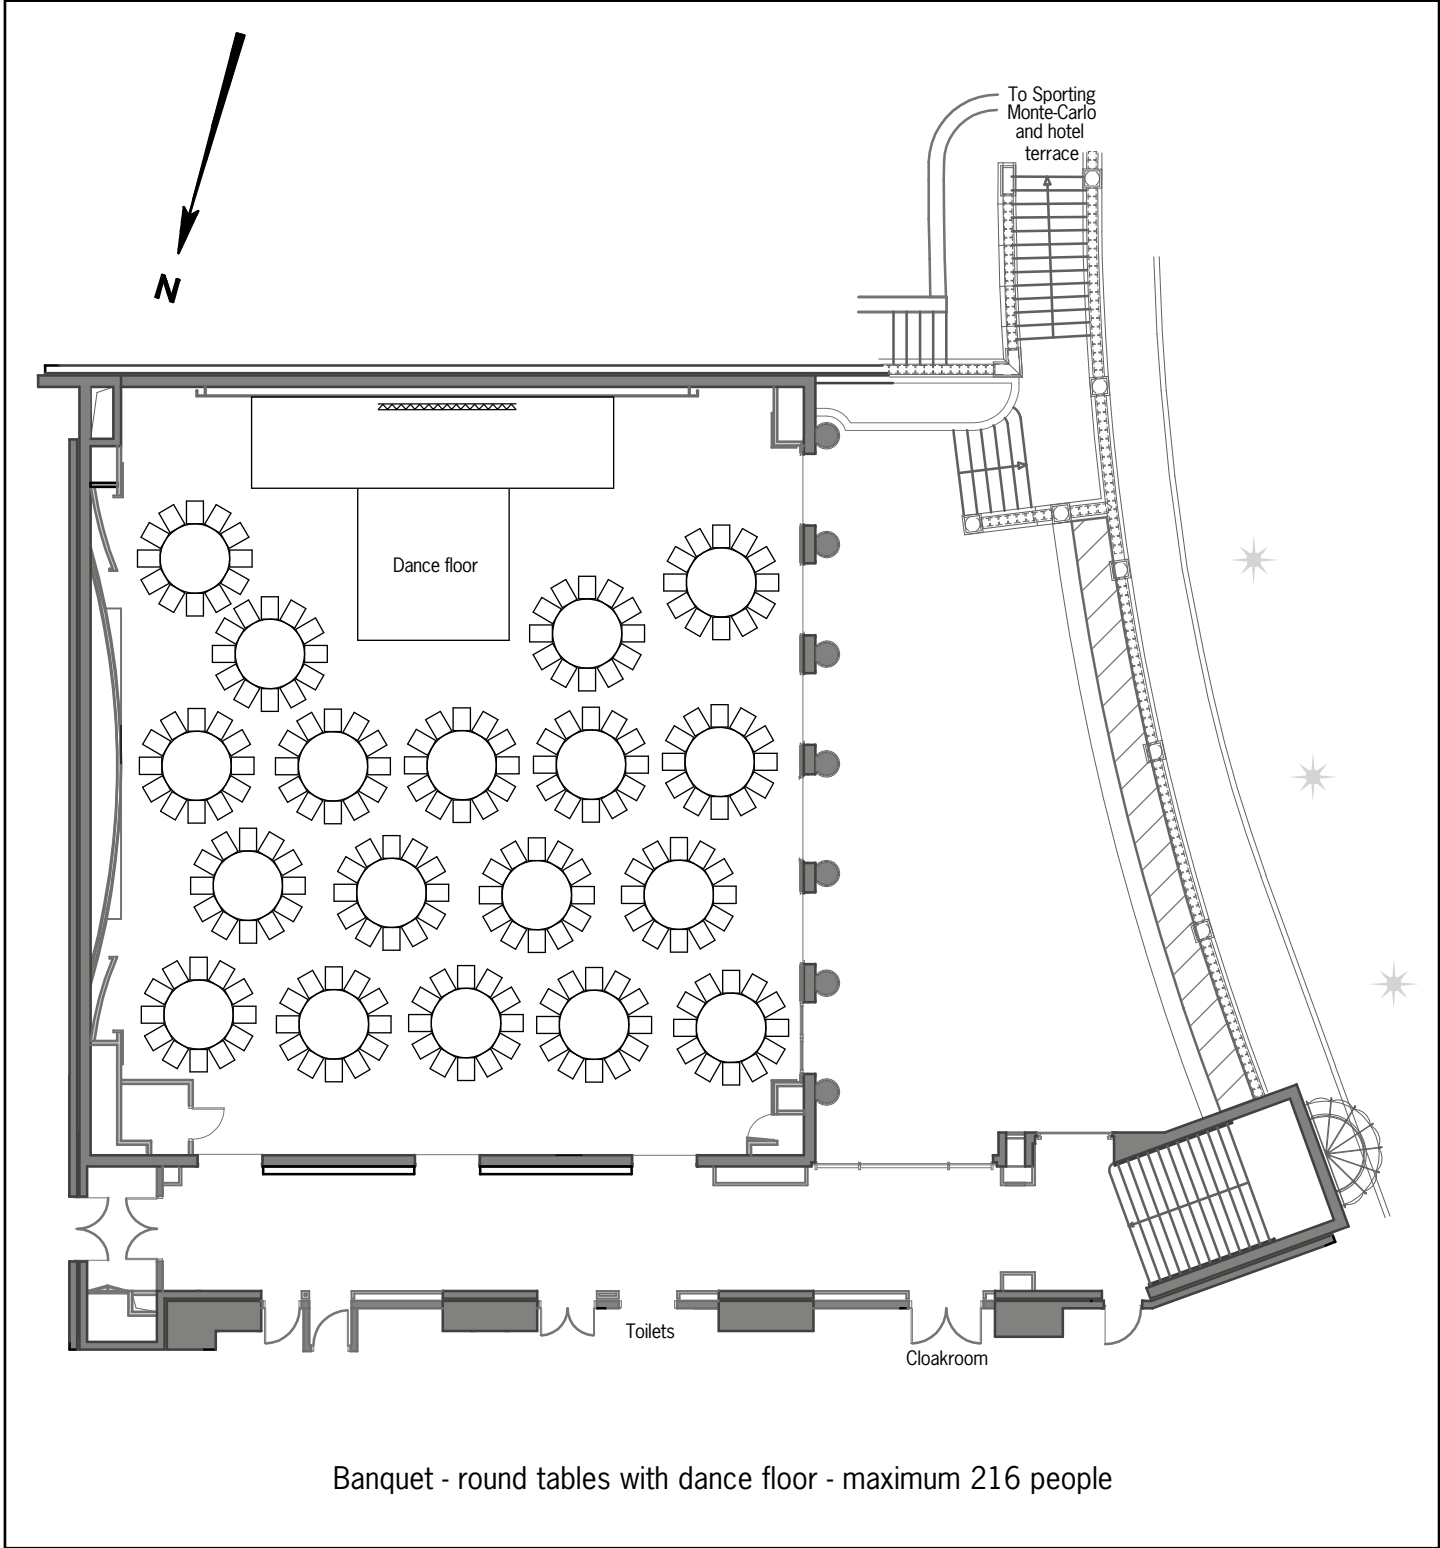 To Sporting
Monte-Carlo
and hotel
terrace
N
Dance floor
Toilets
Cloakroom
Banquet - round tables with dance floor - maximum 216 people